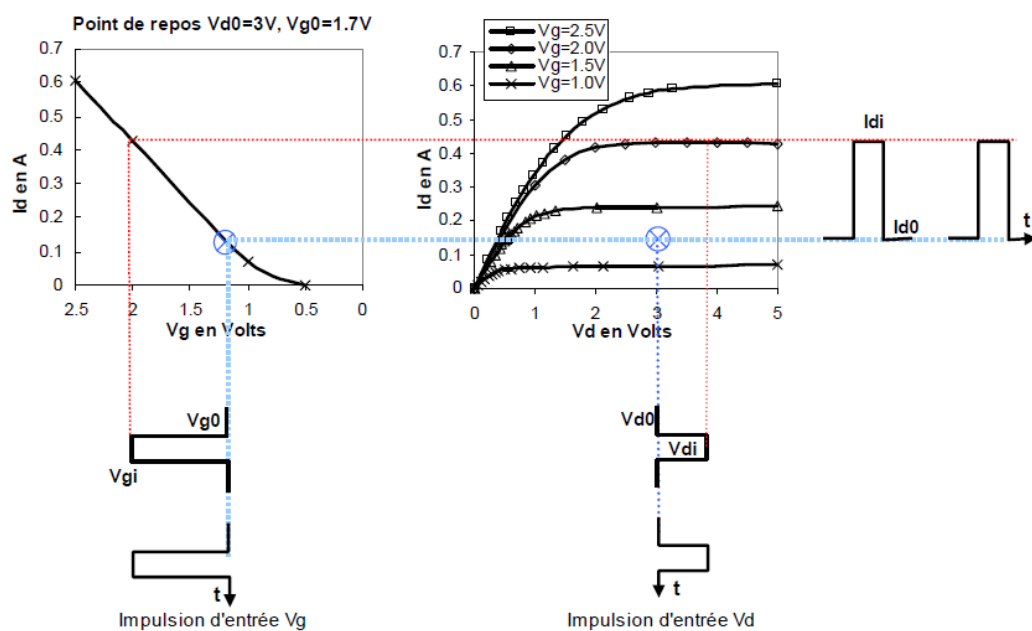 Point de repos Vd0=3V, Vg0=1.7V
Id en A
0.7
0.6
0.5
0.4
0.3
0.2
0.1
0
2.5 2 1.5 1 0.5 0
Vg en Volts
Vg=2.5V
Vg=2.0V
Vg=1.5V
Vg=1.0V
Id en A
0.7
0.6
0.5
0.4
0.3
0.2
0.1
0
0 1 2 3 4 5
Vd en Volts
Idi
Id0
t
Vg0
Vgi
t
Impulsion d'entrée Vg
Vd0
Vdi
t
Impulsion d'entrée Vd